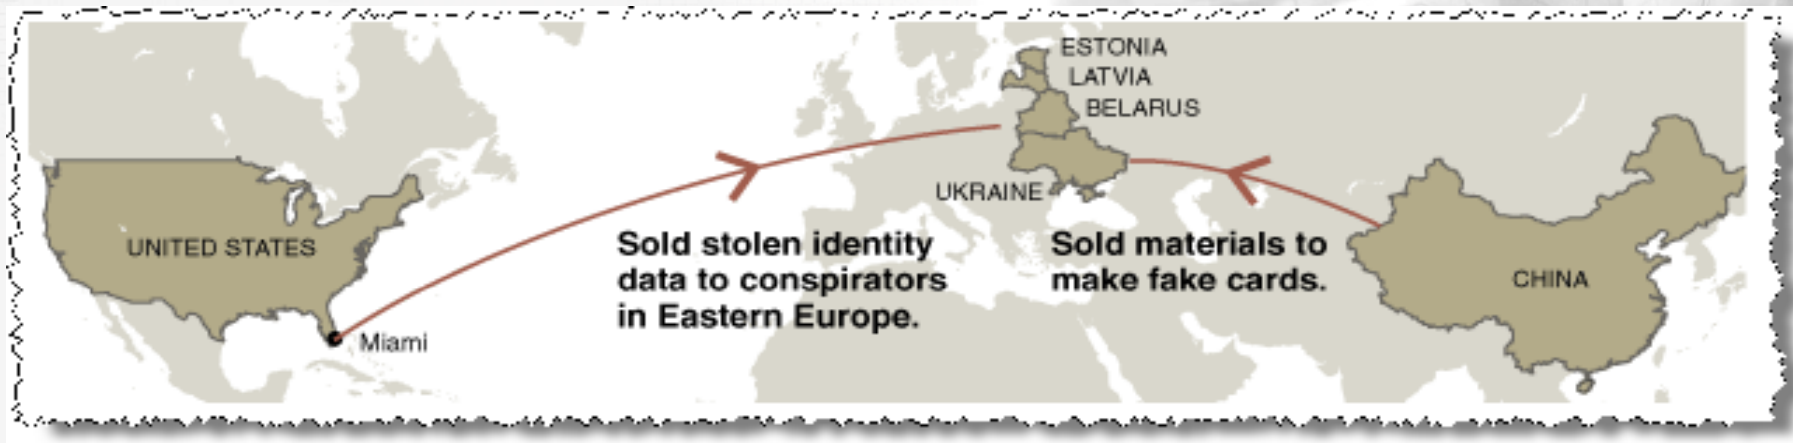 ESTONIA
LATVIA
BELARUS
UKRAINE
UNITED STATES
Sold stolen identity
data to conspirators
in Eastern Europe.
Sold materials to
make fake cards.
CHINA
Miami